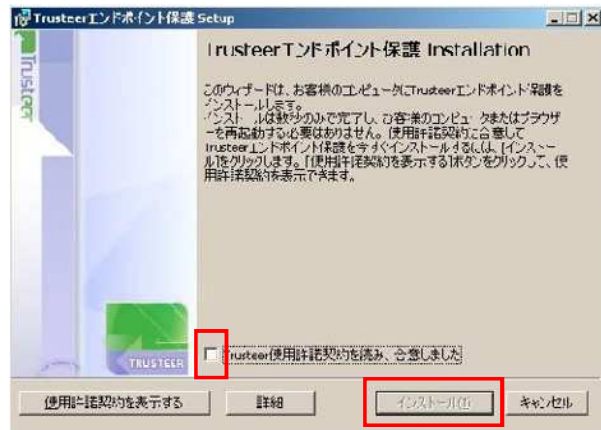 Trusteerエンドポイント保護 Setup
Trusteer
Trusteerエンドポイント保護 Installation
このウィザードは、お客様のコンピュータにTrusteerエンドポイント保護を
インストールします。
インストールは数秒のみで完了し、お客様のコンピュータまたはブラウザ
ーを再起動する必要はありません。使用許諾契約に合意して
Trusteerエンドポイント保護を今すぐインストールするには、[インストー
ル]をクリックします。「使用許諾契約を表示する]ボタンをクリックして、使
用許諾契約を表示できます。
TRUSTEER
Trusteer使用許諾契約を読み、合意しました
使用許諾契約を表示する
詳細
インストール(I)
キャンセル